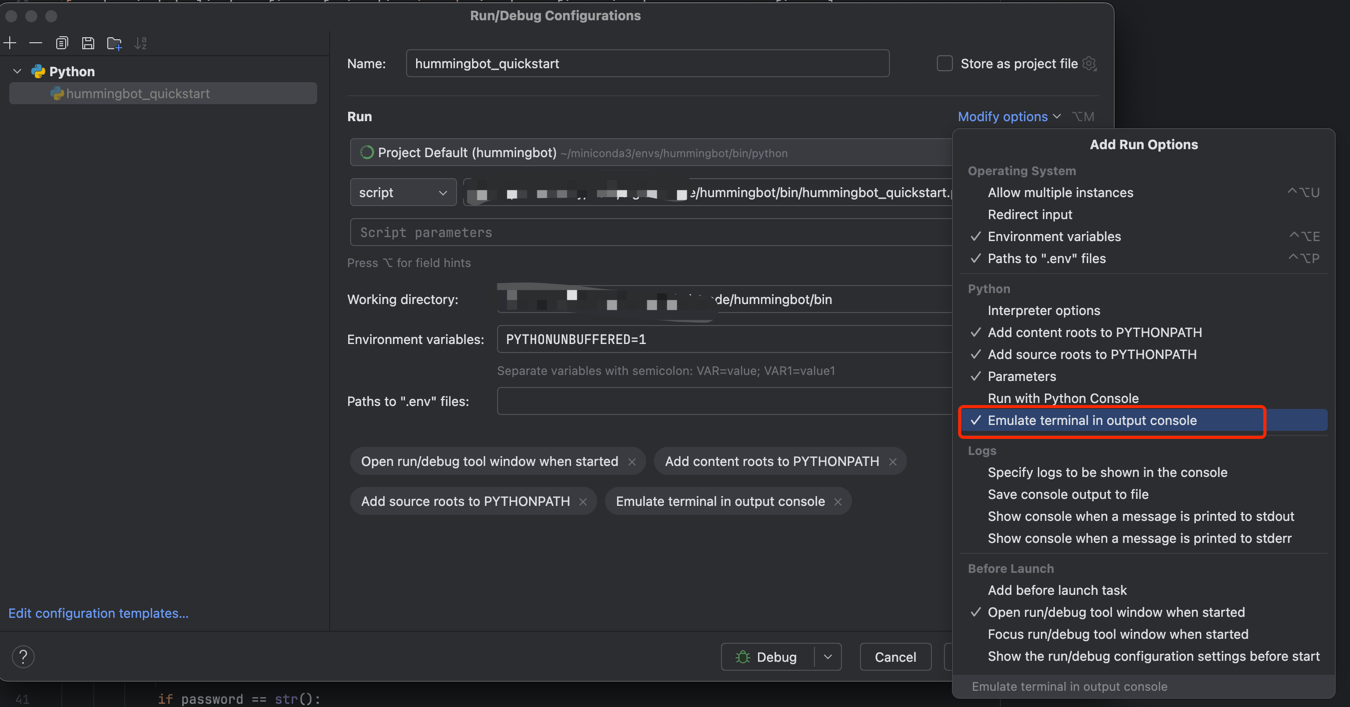 Run/Debug Configurations
Python
hummingbot_quickstart
Edit configuration templates...
?
Name:
hummingbot_quickstart
Store as project file
Run
Modify options
⌥M
Project Default (hummingbot) ~/miniconda3/envs/hummingbot/bin/python
script
e/hummingbot/bin/hummingbot_quickstart.
Script parameters
Press ⌥ for field hints
Working directory:
de/hummingbot/bin
Environment variables:
PYTHONUNBUFFERED=1
Separate variables with semicolon: VAR=value; VAR1=value1
Paths to ".env" files:
Open run/debug tool window when started ×
Add content roots to PYTHONPATH ×
Add source roots to PYTHONPATH ×
Emulate terminal in output console ×
Debug
Cancel
Add Run Options
Operating System
Allow multiple instances ⌃⌥U
Redirect input
✓ Environment variables ⌃⌥E
✓ Paths to ".env" files ⌃⌥P
Python
Interpreter options
✓ Add content roots to PYTHONPATH
✓ Add source roots to PYTHONPATH
✓ Parameters
Run with Python Console
✓ Emulate terminal in output console
Logs
Specify logs to be shown in the console
Save console output to file
Show console when a message is printed to stdout
Show console when a message is printed to stderr
Before Launch
Add before launch task
✓ Open run/debug tool window when started
Focus run/debug tool window when started
Show the run/debug configuration settings before start
Emulate terminal in output console
41 if password == str():